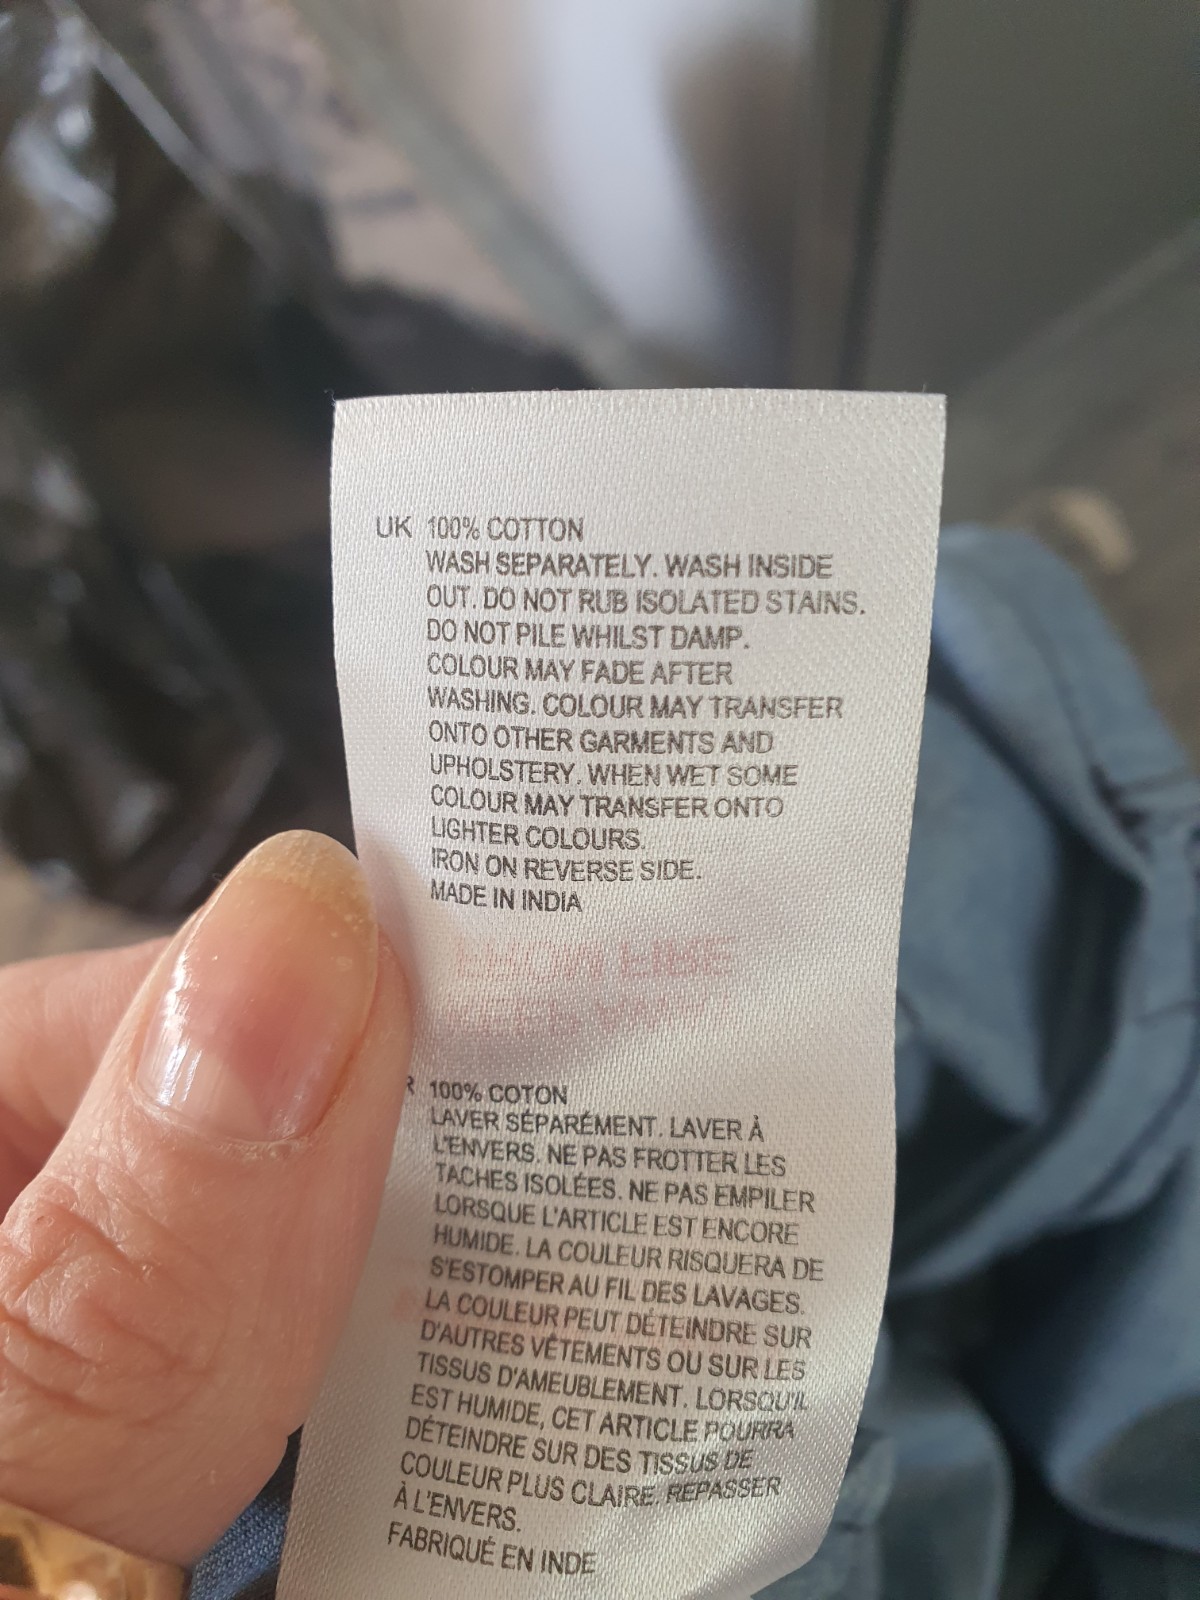 UK 100% COTTON
WASH SEPARATELY. WASH INSIDE
OUT. DO NOT RUB ISOLATED STAINS.
DO NOT PILE WHILST DAMP.
COLOUR MAY FADE AFTER
WASHING. COLOUR MAY TRANSFER
ONTO OTHER GARMENTS AND
UPHOLSTERY. WHEN WET SOME
COLOUR MAY TRANSFER ONTO
LIGHTER COLOURS.
IRON ON REVERSE SIDE.
MADE IN INDIA
100% COTON
LAVER SÉPARÉMENT. LAVER À
L'ENVERS. NE PAS FROTTER LES
TACHES ISOLÉES. NE PAS EMPILER
LORSQUE L'ARTICLE EST ENCORE
HUMIDE. LA COULEUR RISQUERA DE
S'ESTOMPER AU FIL DES LAVAGES.
LA COULEUR PEUT DÉTEINDRE SUR
D'AUTRES VÊTEMENTS OU SUR LES
TISSUS D'AMEUBLEMENT. LORSQU'IL
EST HUMIDE, CET ARTICLE POURRA
DÉTEINDRE SUR DES TISSUS DE
COULEUR PLUS CLAIRE. REPASSER
À L'ENVERS.
FABRIQUÉ EN INDE